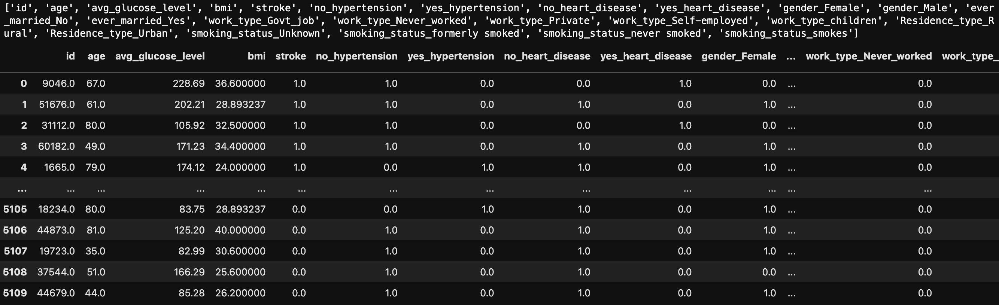 ['id', 'age', 'avg_glucose_level', 'bmi', 'stroke', 'no_hypertension', 'yes_hypertension', 'no_heart_disease', 'yes_heart_disease', 'gender_Female', 'gender_Male', 'ever
_married_No', 'ever_married_Yes', 'work_type_Govt_job', 'work_type_Never_worked', 'work_type_Private', 'work_type_Self-employed', 'work_type_children', 'Residence_type_R
ural', 'Residence_type_Urban', 'smoking_status_Unknown', 'smoking_status_formerly smoked', 'smoking_status_never smoked', 'smoking_status_smokes']
id age avg_glucose_level bmi stroke no_hypertension yes_hypertension no_heart_disease yes_heart_disease gender_Female ... work_type_Never_worked work_type_
0 9046.0 67.0 228.69 36.600000 1.0 1.0 0.0 0.0 1.0 0.0 ... 0.0
1 51676.0 61.0 202.21 28.893237 1.0 1.0 0.0 1.0 0.0 1.0 ... 0.0
2 31112.0 80.0 105.92 32.500000 1.0 1.0 0.0 0.0 1.0 0.0 ... 0.0
3 60182.0 49.0 171.23 34.400000 1.0 1.0 0.0 1.0 0.0 1.0 ... 0.0
4 1665.0 79.0 174.12 24.000000 1.0 0.0 1.0 1.0 0.0 1.0 ... 0.0
... ... ... ... ... ... ... ... ... ... ... ... ...
5105 18234.0 80.0 83.75 28.893237 0.0 0.0 1.0 1.0 0.0 1.0 ... 0.0
5106 44873.0 81.0 125.20 40.000000 0.0 1.0 0.0 1.0 0.0 1.0 ... 0.0
5107 19723.0 35.0 82.99 30.600000 0.0 1.0 0.0 1.0 0.0 1.0 ... 0.0
5108 37544.0 51.0 166.29 25.600000 0.0 1.0 0.0 1.0 0.0 0.0 ... 0.0
5109 44679.0 44.0 85.28 26.200000 0.0 1.0 0.0 1.0 0.0 1.0 ... 0.0